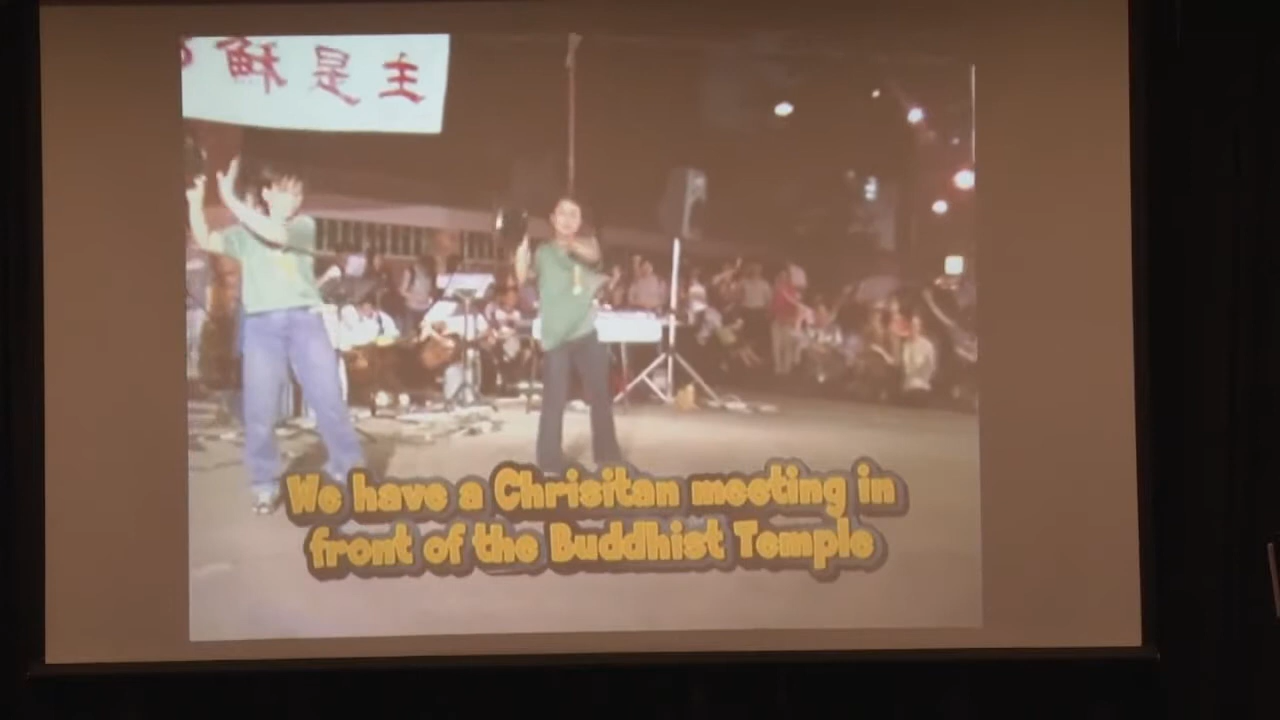 穌是主
We have a Chrisitan meeting in
front of the Buddhist Temple